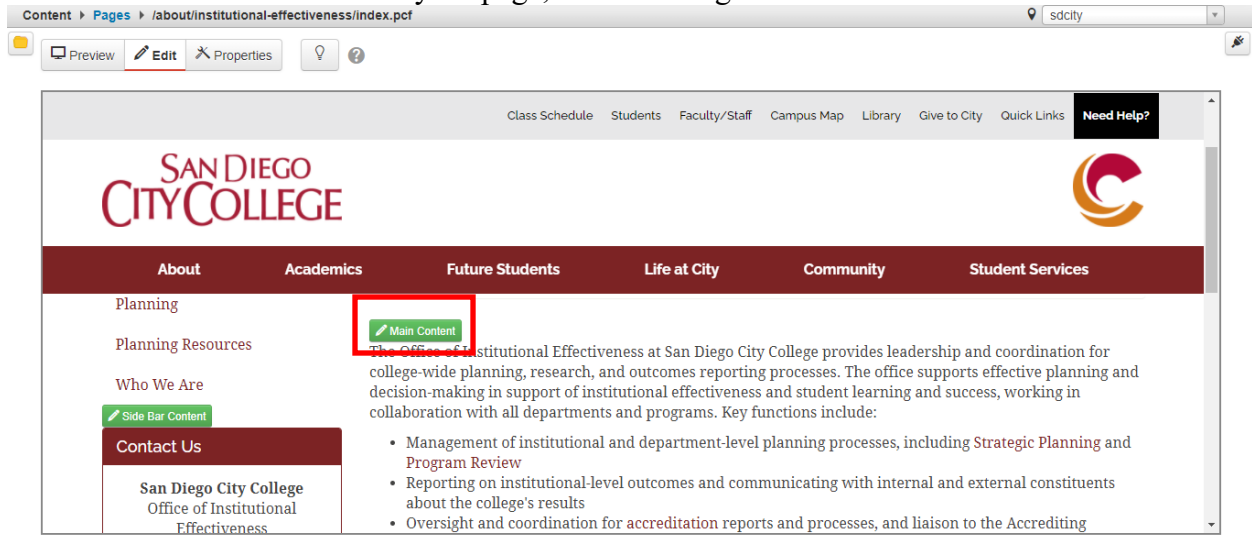 Content Pages /about/institutional-effectiveness/index.pcf sdcity
Preview Edit Properties
Class Schedule Students Faculty/Staff Campus Map Library Give to City Quick Links Need Help?
SAN DIEGO
CITY COLLEGE
About Academics Future Students Life at City Community Student Services
Planning
Planning Resources
Who We Are
Side Bar Content
Contact Us
San Diego City College
Office of Institutional
Effectiveness
Main Content
The Office of Institutional Effectiveness at San Diego City College provides leadership and coordination for
college-wide planning, research, and outcomes reporting processes. The office supports effective planning and
decision-making in support of institutional effectiveness and student learning and success, working in
collaboration with all departments and programs. Key functions include:
• Management of institutional and department-level planning processes, including Strategic Planning and
Program Review
• Reporting on institutional-level outcomes and communicating with internal and external constituents
about the college's results
• Oversight and coordination for accreditation reports and processes, and liaison to the Accrediting